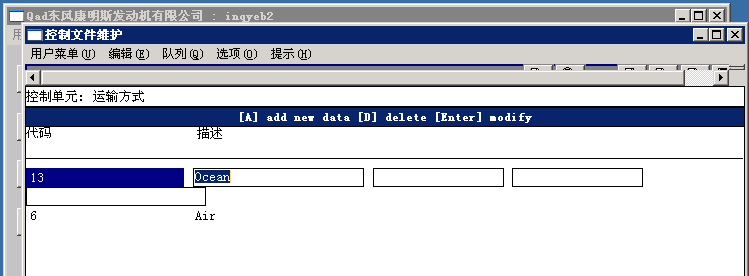 Qad东风康明斯发动机有限公司 : inqyeb2
用
控制文件维护
用户菜单(U) 编辑(E) 队列(Q) 选项(O) 提示(H)
控制单元: 运输方式
[A] add new data [D] delete [Enter] modify
代码 描述
13 Ocean
6 Air